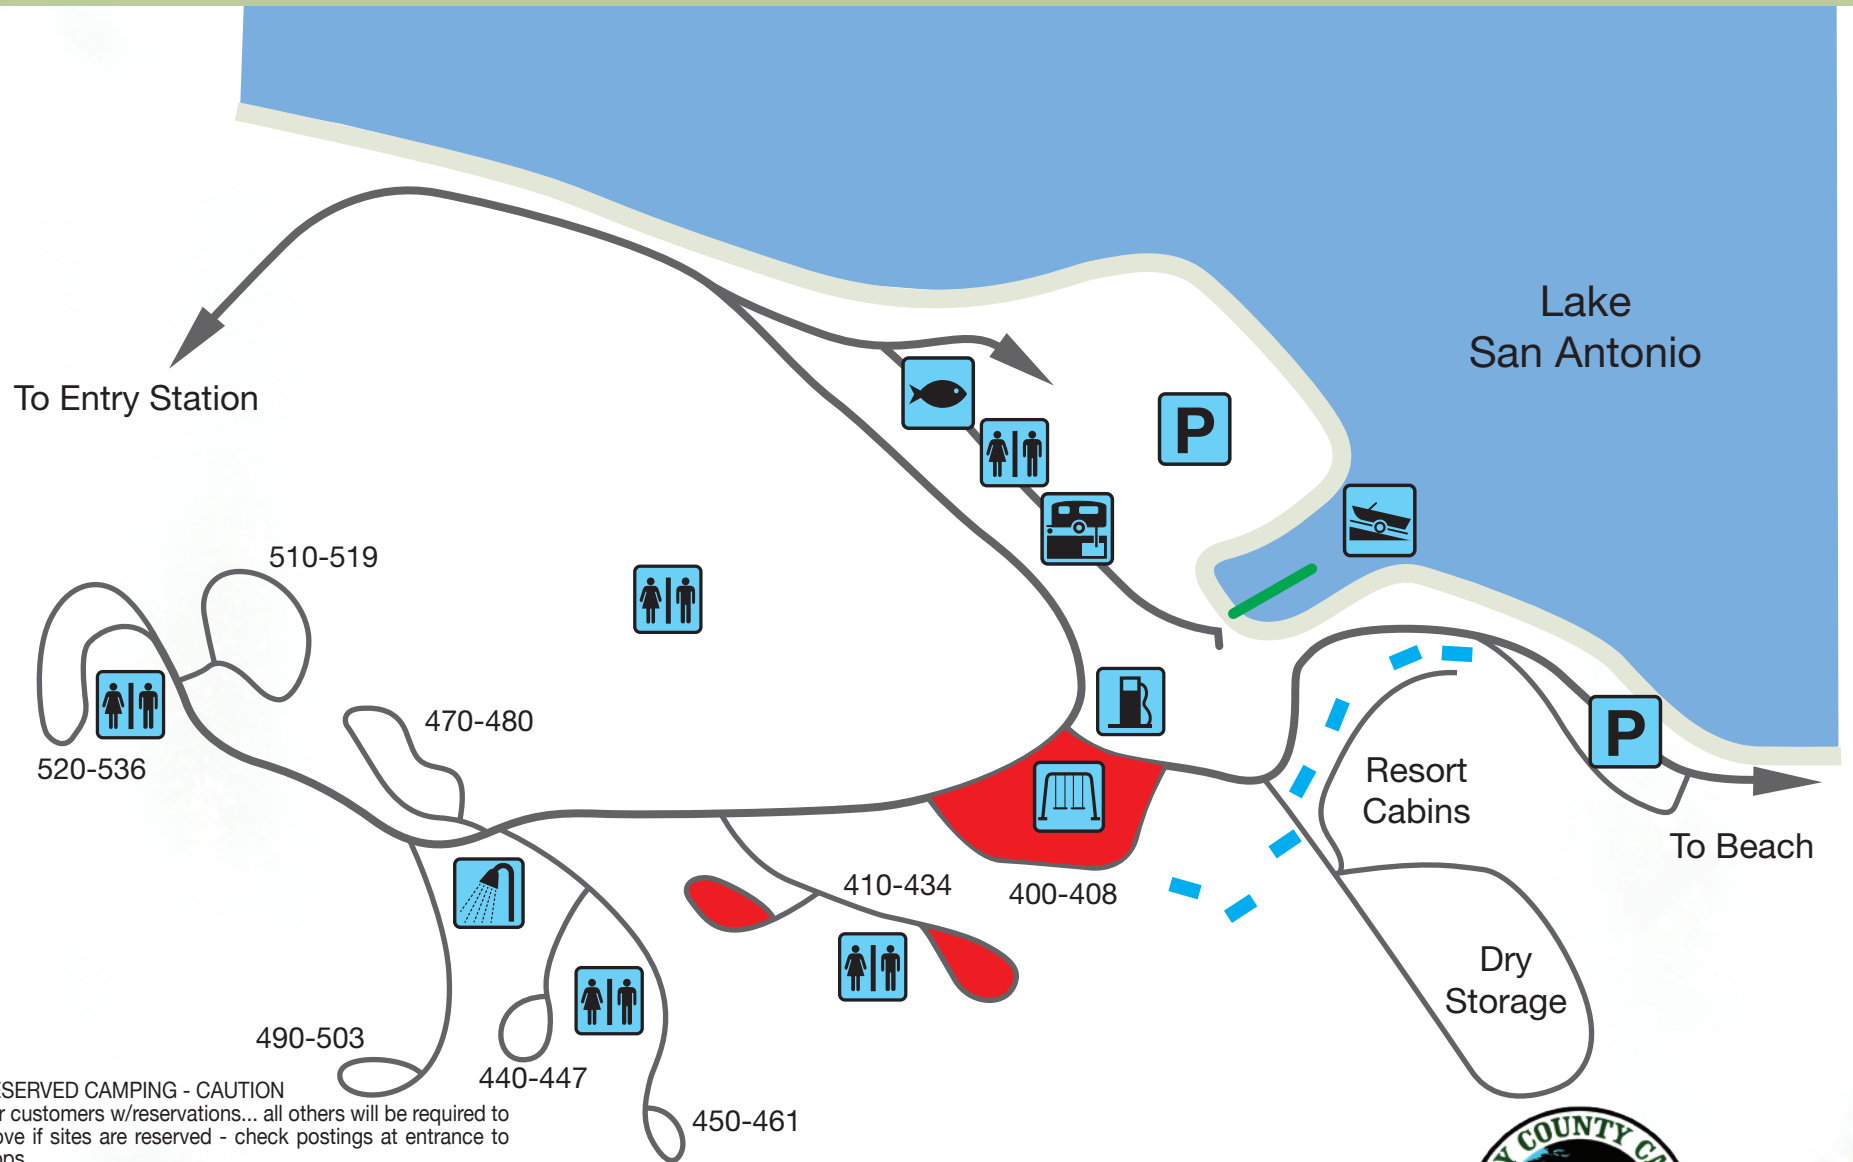 Lake
San Antonio
To Entry Station
P
510-519
470-480
520-536
P
Resort
Cabins
To Beach
410-434
400-408
Dry
Storage
490-503
440-447
450-461
CAMPING - CAUTION
customers w/reservations... all others will be required to
if sites are reserved - check postings at entrance to
COUNTY